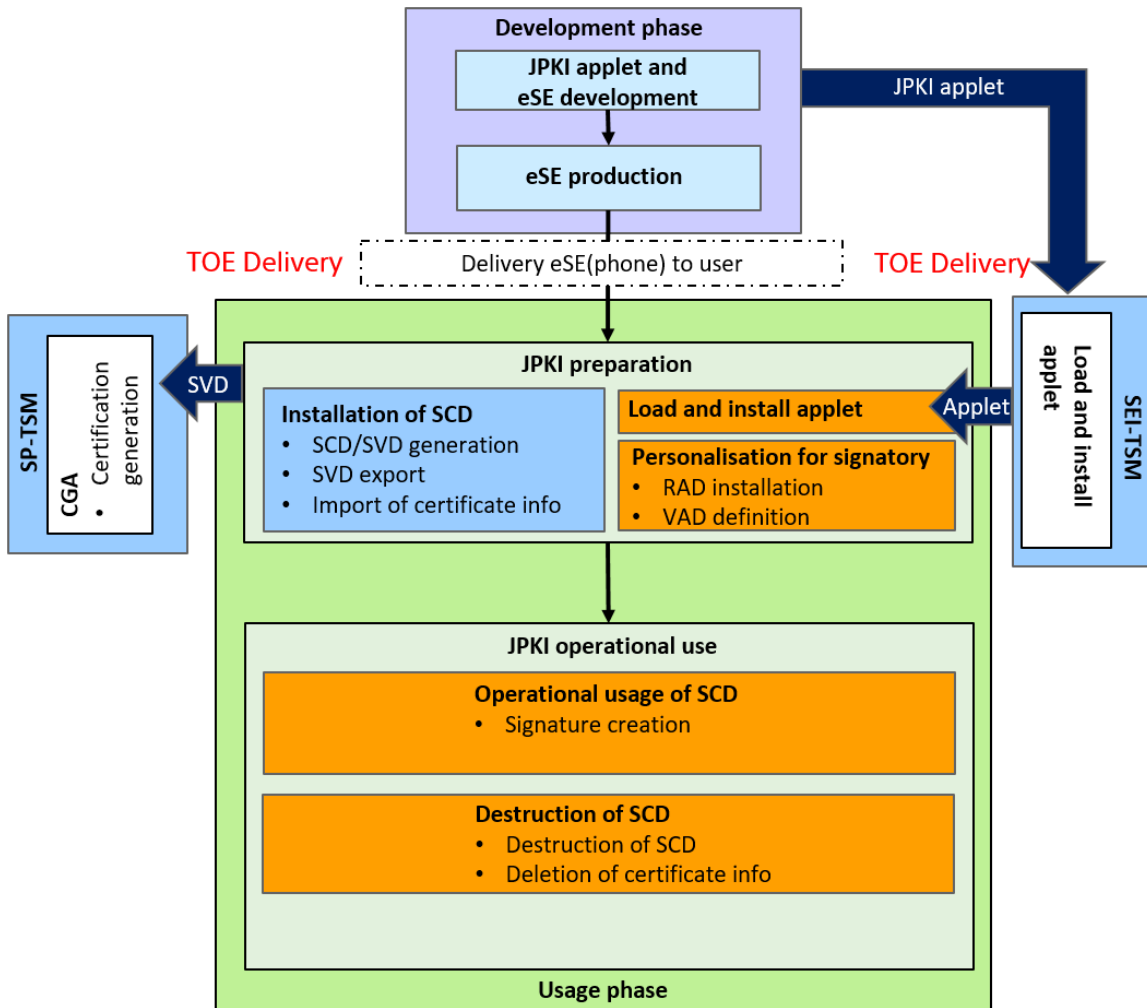 Development phase
JPKI applet and
eSE development
JPKI applet
eSE production
TOE Delivery
Delivery eSE(phone) to user
TOE Delivery
SP-TSM
CGA
• Certification
generation
SVD
JPKI preparation
Installation of SCD
• SCD/SVD generation
• SVD export
• Import of certificate info
Load and install applet
Personalisation for signatory
• RAD installation
• VAD definition
Applet
Load and install
applet
SEI-TSM
JPKI operational use
Operational usage of SCD
• Signature creation
Destruction of SCD
• Destruction of SCD
• Deletion of certificate info
Usage phase